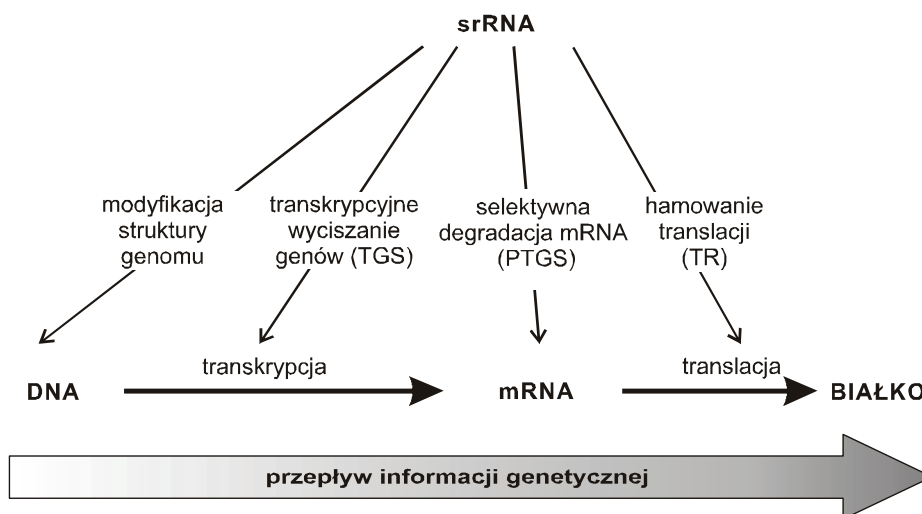 srRNA
modyfikacja
struktury
genomu
transkrypcyjne
wyciszanie
genów (TGS)
selektywna
degradacja mRNA
(PTGS)
hamowanie
translacji
(TR)
DNA
transkrypcja
mRNA
translacja
BIAŁKO
przepływ informacji genetycznej